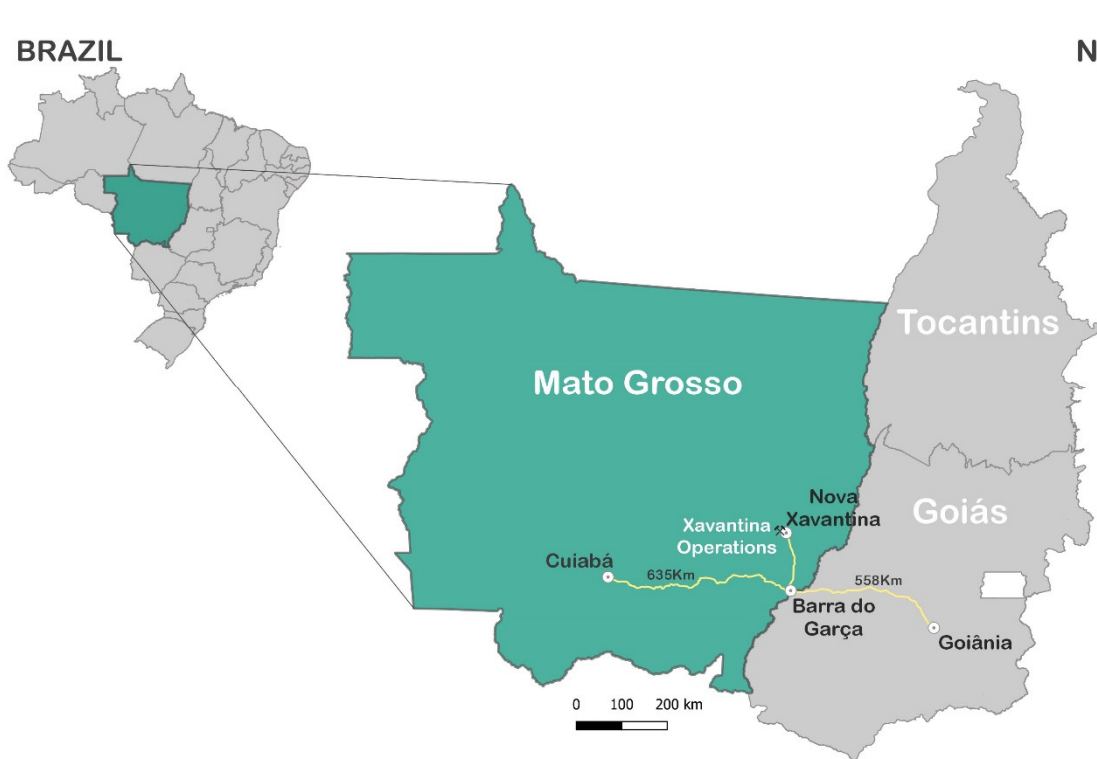 BRAZIL
N
Tocantins
Mato Grosso
Goiás
Nova
Xavantina
Xavantina
Operations
Cuiabá
635Km
558Km
Barra do
Garça
Goiânia
0 100 200 km